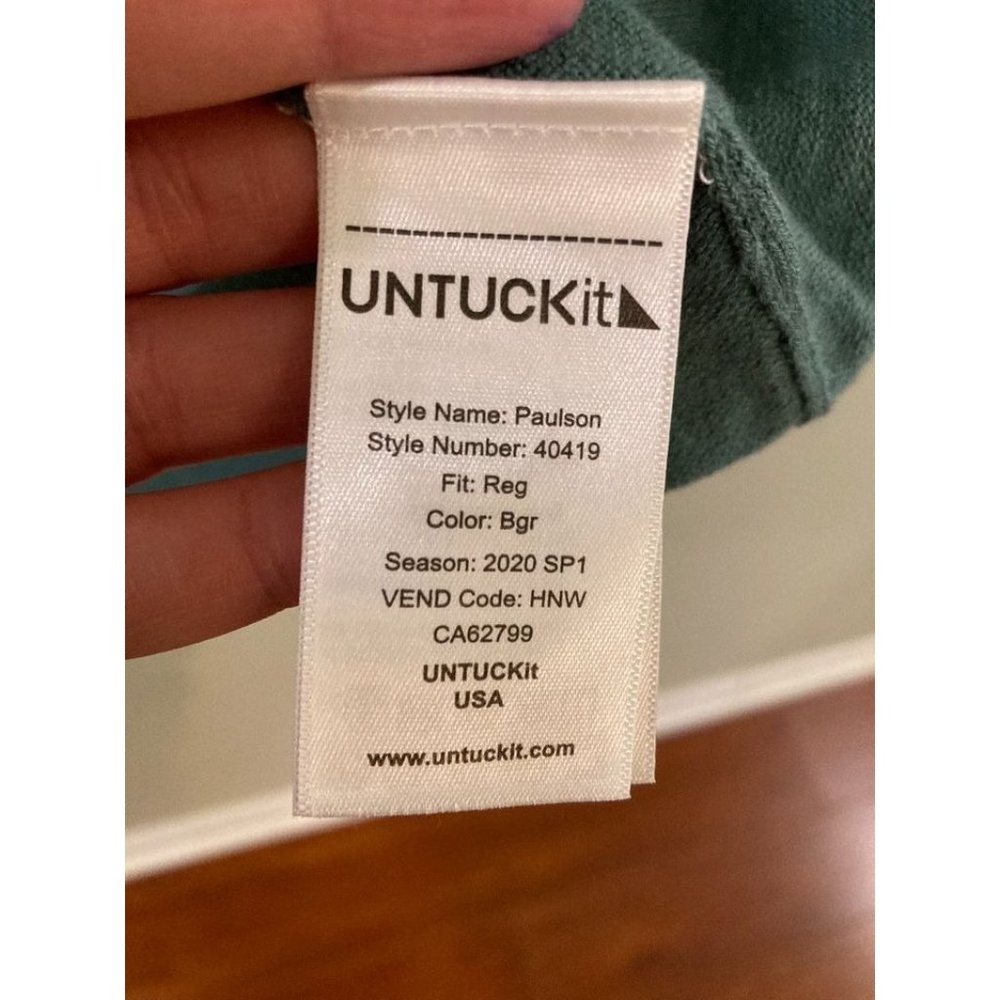 UNTUCKit
Style Name: Paulson
Style Number: 40419
Fit: Reg
Color: Bgr
Season: 2020 SP1
VEND Code: HNW
CA62799
UNTUCKit
USA
www.untuckit.com